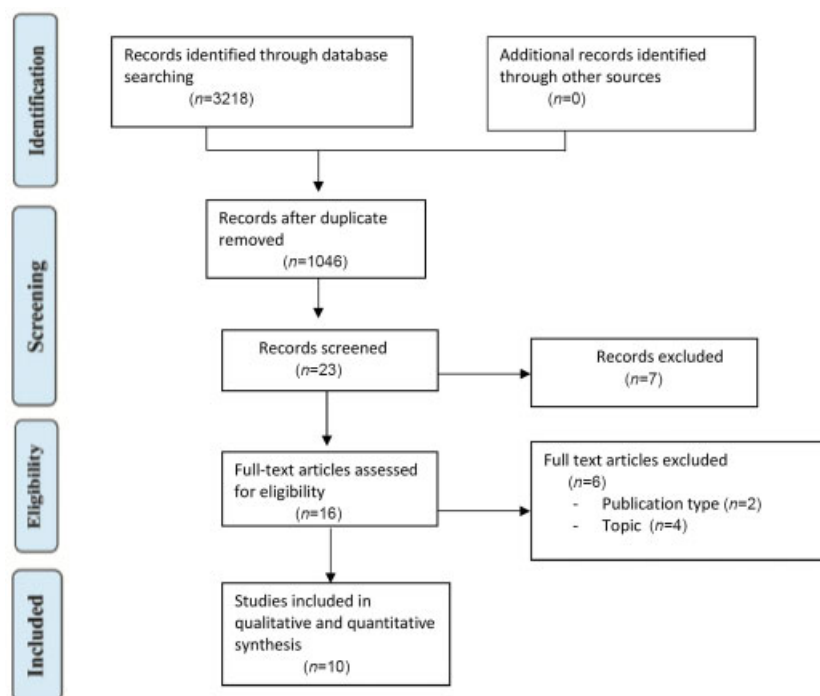 Identification
Records identified through database
searching
(n=3218)
Additional records identified
through other sources
(n=0)
Screening
Records after duplicate
removed
(n=1046)
Records screened
(n=23)
Records excluded
(n=7)
Eligibility
Full-text articles assessed
for eligibility
(n=16)
Full text articles excluded
(n=6)
- Publication type (n=2)
- Topic (n=4)
Included
Studies included in
qualitative and quantitative
synthesis
(n=10)